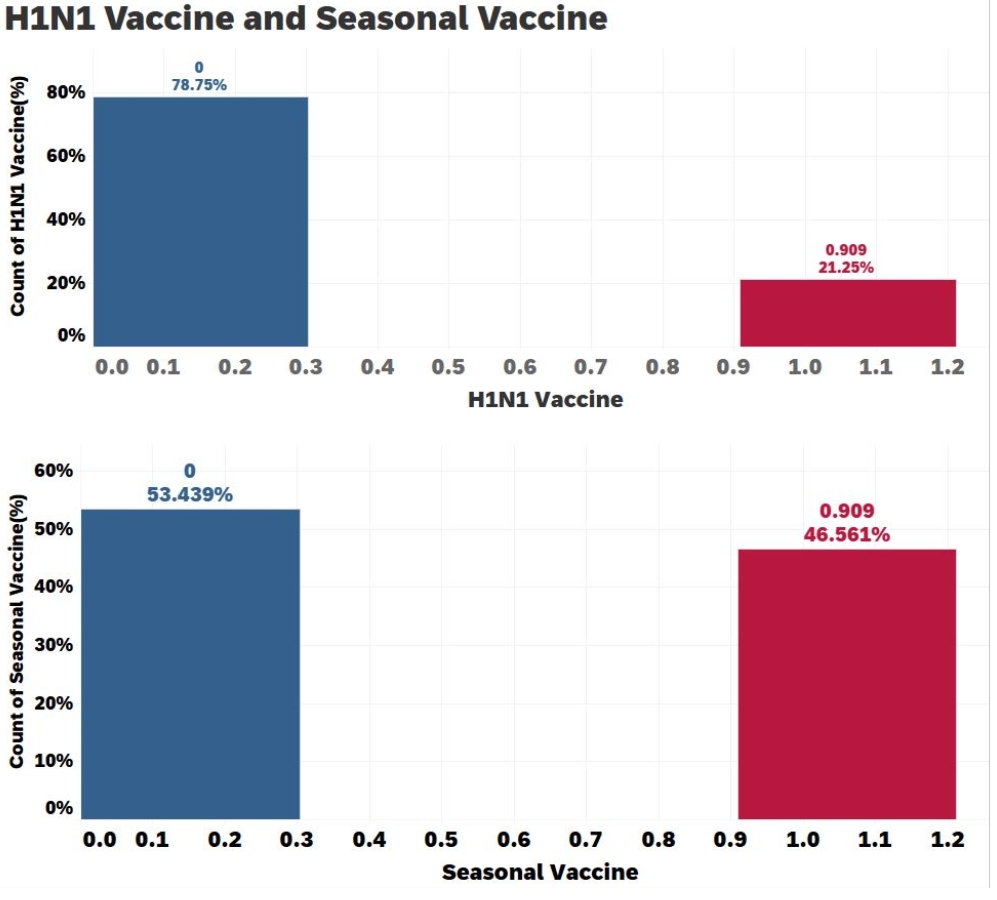 H1N1 Vaccine and Seasonal Vaccine
Count of H1N1 Vaccine(%)
80%
60%
40%
20%
0%
0
78.75%
0.909
21.25%
0.0 0.1 0.2 0.3 0.4 0.5 0.6 0.7 0.8 0.9 1.0 1.1 1.2
H1N1 Vaccine
Count of Seasonal Vaccine(%)
60%
50%
40%
30%
20%
10%
0%
0
53.439%
0.909
46.561%
0.0 0.1 0.2 0.3 0.4 0.5 0.6 0.7 0.8 0.9 1.0 1.1 1.2
Seasonal Vaccine